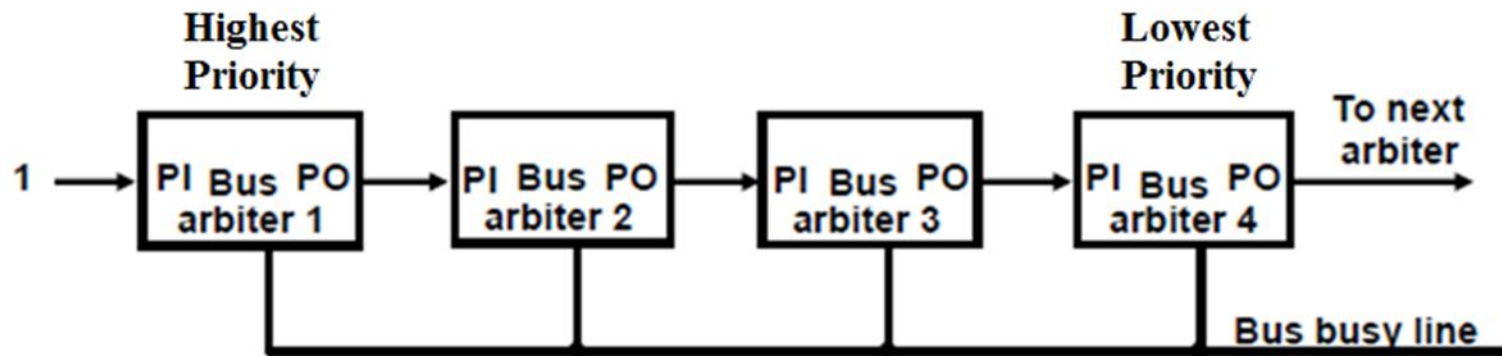 Highest
Priority
Lowest
Priority
To next
arbiter
1
PI Bus PO
arbiter 1
PI Bus PO
arbiter 2
PI Bus PO
arbiter 3
PI Bus PO
arbiter 4
Bus busy line